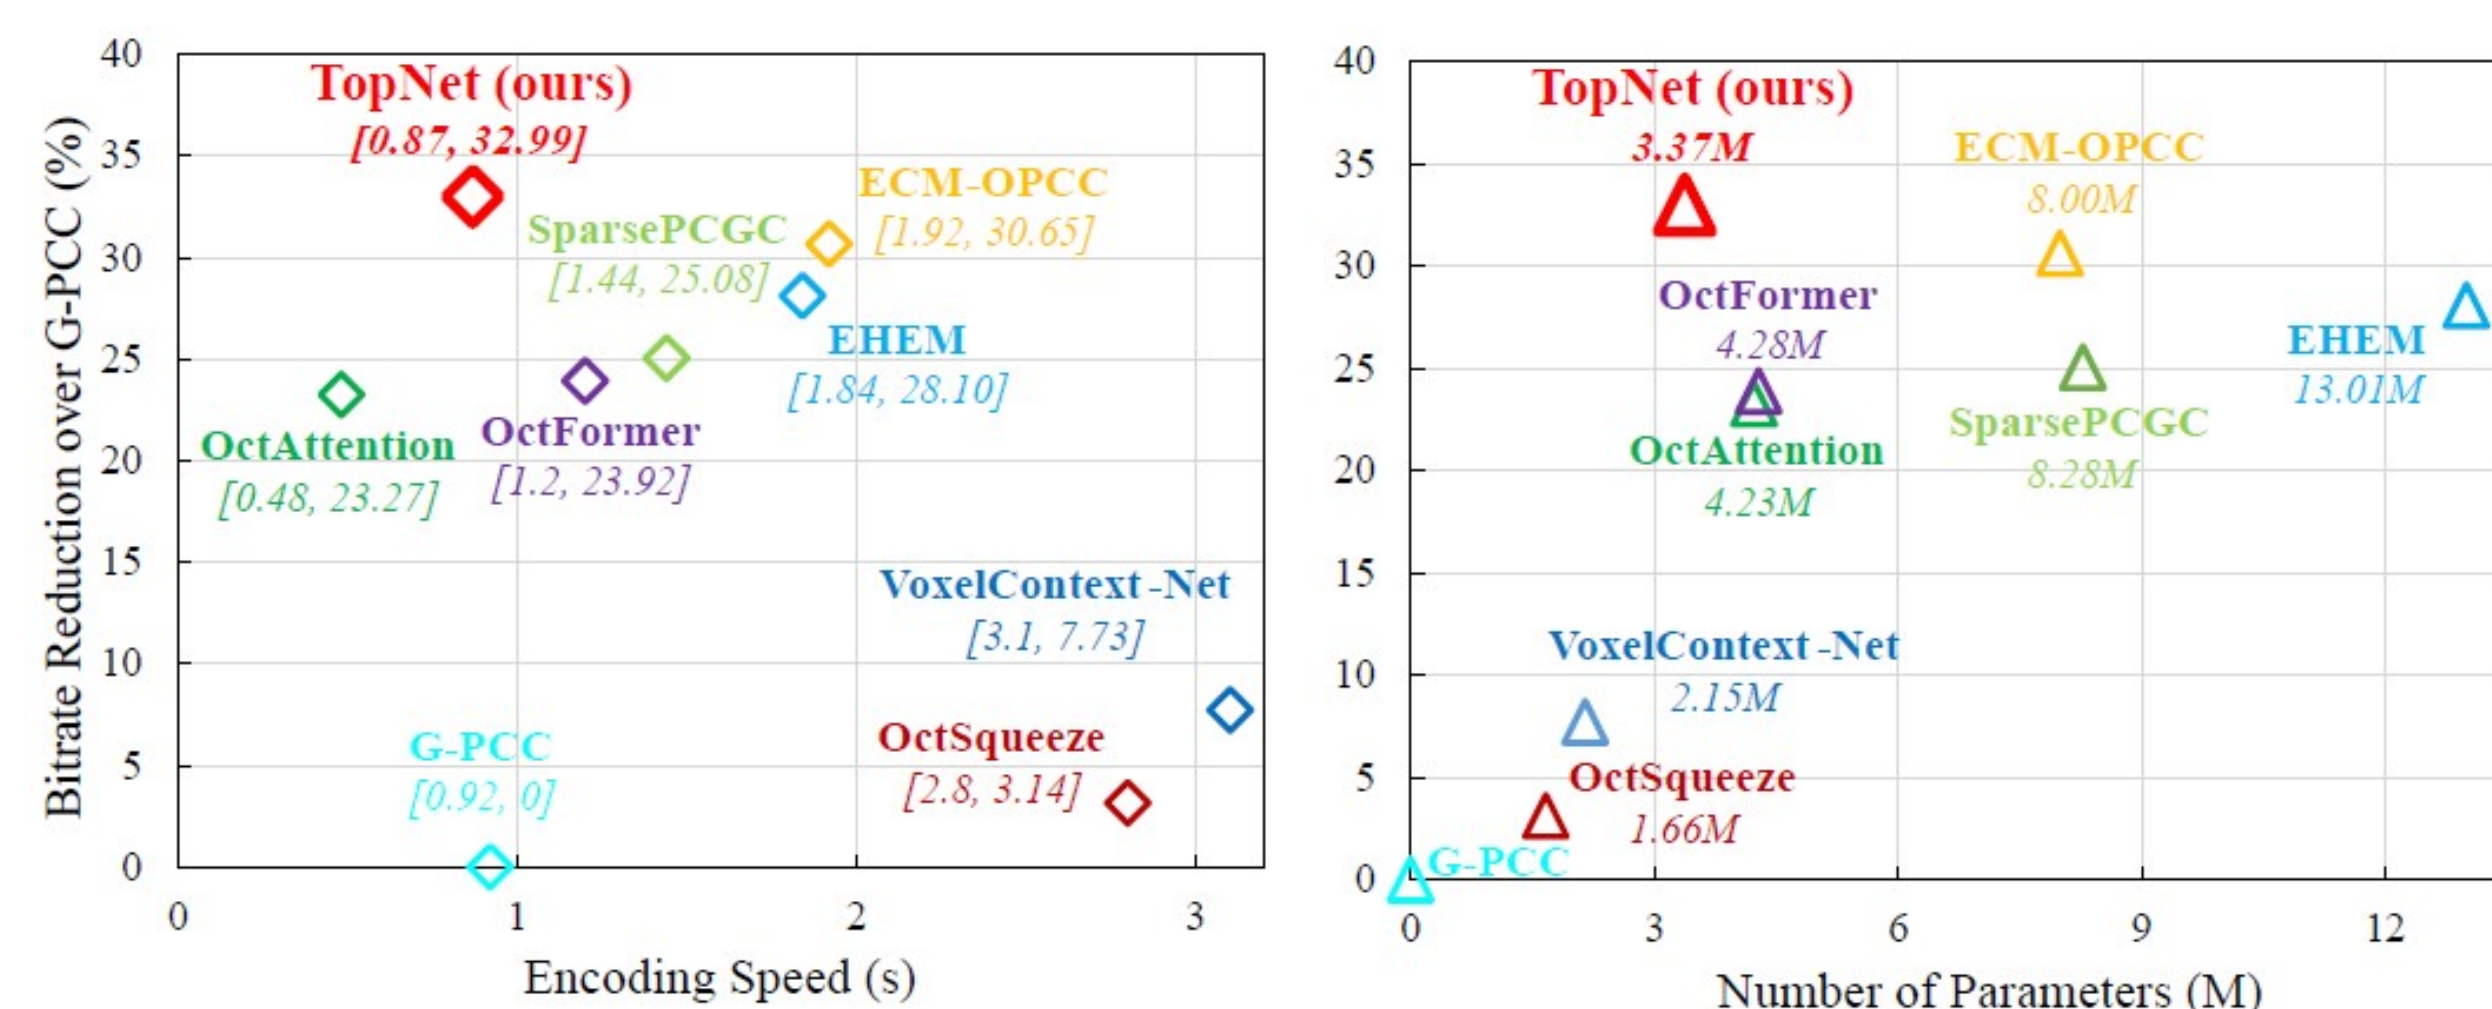 40
35
30
25
20
15
10
5
0
Bitrate Reduction over G-PCC (%)
TopNet (ours)
[0.87, 32.99]
ECM-OPCC
[1.92, 30.65]
SparsePCGC
[1.44, 25.08]
EHEM
[1.84, 28.10]
OctAttention
[0.48, 23.27]
OctFormer
[1.2, 23.92]
VoxelContext-Net
[3.1, 7.73]
OctSqueeze
[2.8, 3.14]
G-PCC
[0.92, 0]
0 1 2 3
Encoding Speed (s)
40
35
30
25
20
15
10
5
0
TopNet (ours)
3.37M
ECM-OPCC
8.00M
OctFormer
4.28M
EHEM
13.01M
SparsePCGC
8.28M
OctAttention
4.23M
VoxelContext-Net
2.15M
OctSqueeze
1.66M
G-PCC
0 3 6 9 12
Number of Parameters (M)